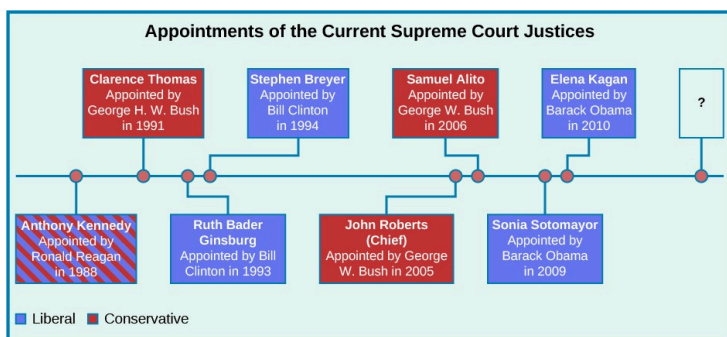 Appointments of the Current Supreme Court Justices
Clarence Thomas
Appointed by
George H. W. Bush
in 1991
Stephen Breyer
Appointed by
Bill Clinton
in 1994
Samuel Alito
Appointed by
George W. Bush
in 2006
Elena Kagan
Appointed by
Barack Obama
in 2010
?
Anthony Kennedy
Appointed by
Ronald Reagan
in 1988
Ruth Bader
Ginsburg
Appointed by Bill
Clinton in 1993
John Roberts
(Chief)
Appointed by George
W. Bush in 2005
Sonia Sotomayor
Appointed by
Barack Obama
in 2009
Liberal
Conservative